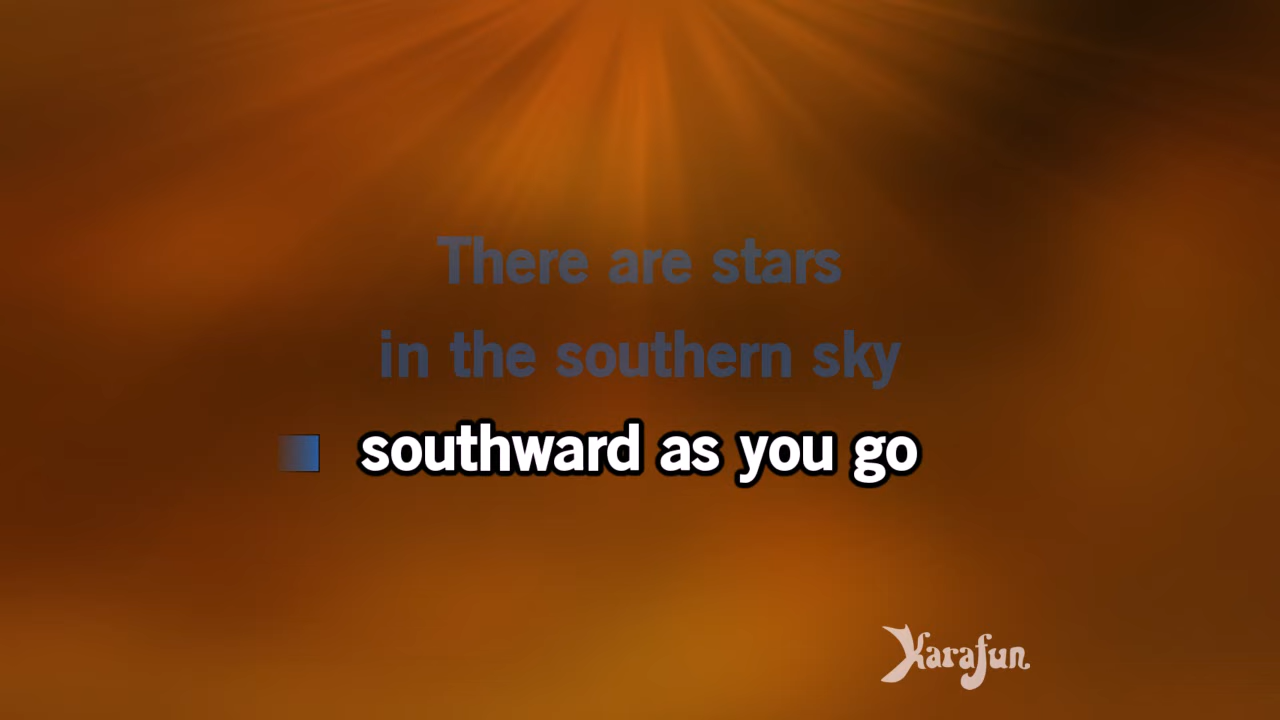 There are stars
in the southern sky
southward as you go
Karafun